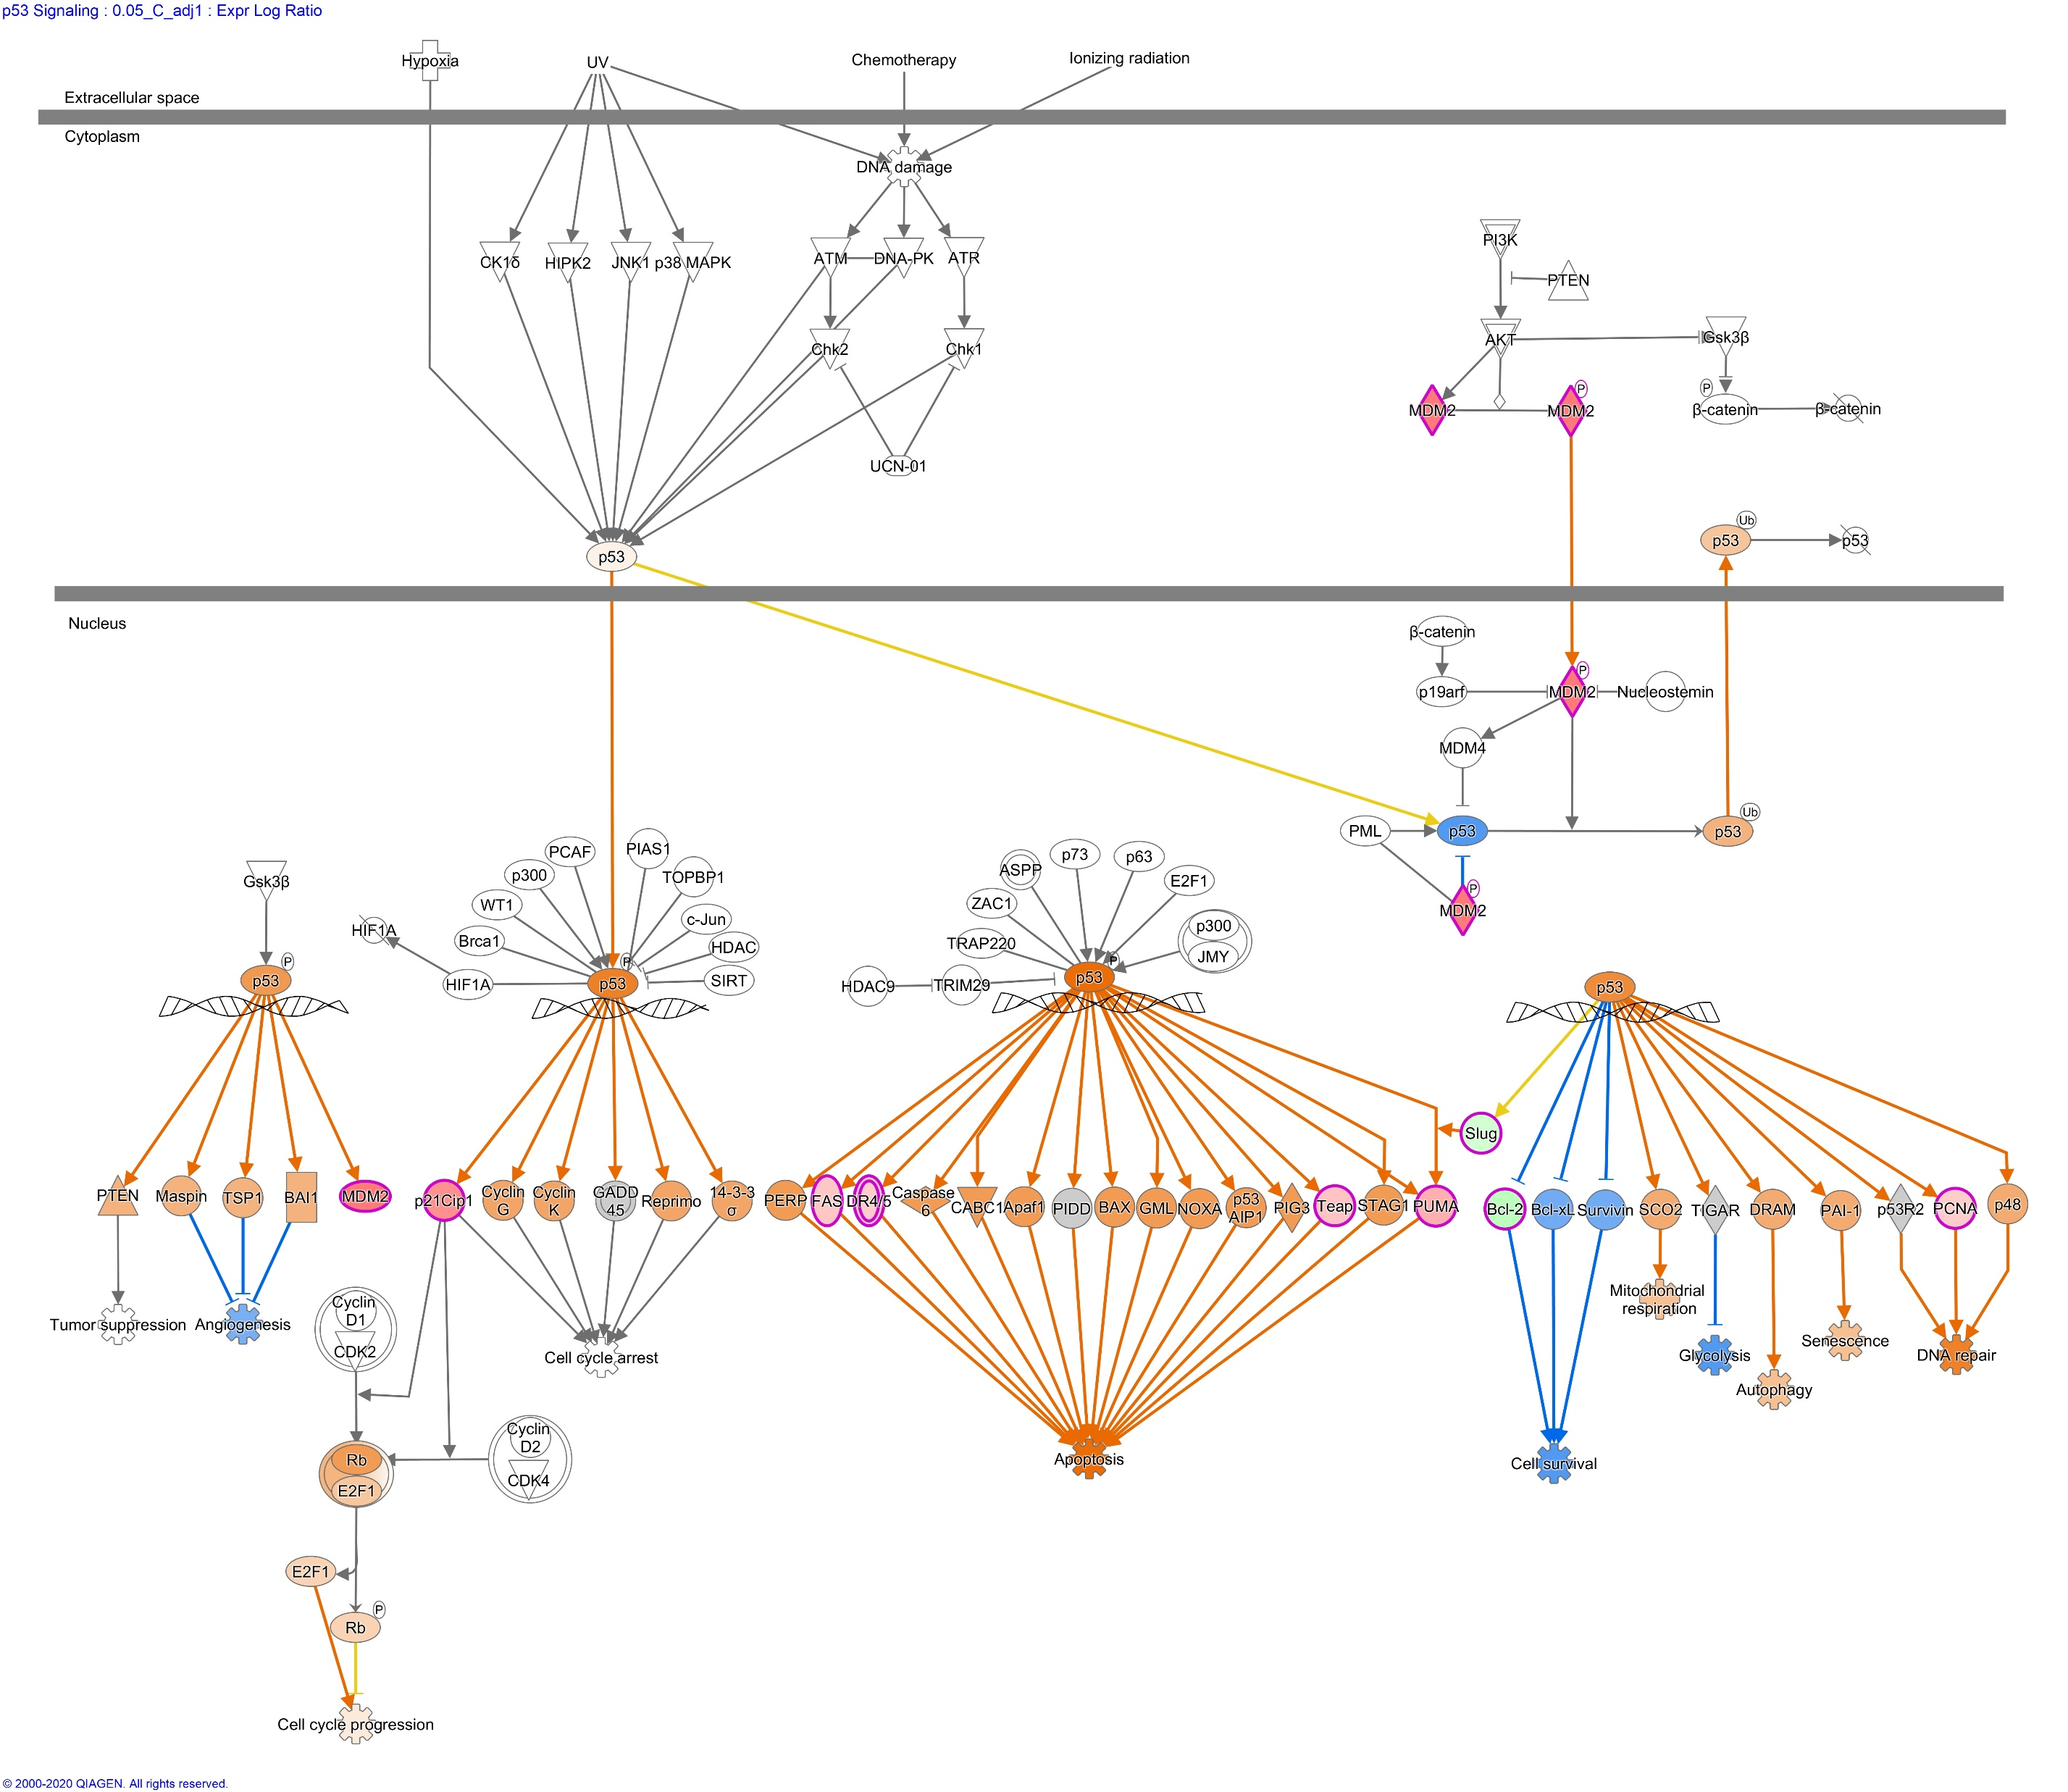 p53 Signaling : 0.05_C_adj1 : Expr Log Ratio
Hypoxia
UV
Chemotherapy
Ionizing radiation
Extracellular space
Cytoplasm
DNA damage
CK1δ
HIPK2
JNK1
p38 MAPK
ATM
DNA-PK
ATR
Chk2
Chk1
UCN-01
p53
PI3K
PTEN
AKT
Gsk3β
MDM2
P
MDM2
P
β-catenin
β-catenin
Ub
p53
p53
Nucleus
β-catenin
p19arf
P
MDM2
Nucleostemin
MDM4
PML
p53
Ub
p53
P
MDM2
Gsk3β
P
p53
HIF1A
HIF1A
Brca1
WT1
p300
PCAF
PIAS1
TOPBP1
c-Jun
HDAC
SIRT
P
p53
HDAC9
TRIM29
TRAP220
ZAC1
ASPP
p73
p63
E2F1
p300
JMY
P
p53
p53
Slug
PTEN
Maspin
TSP1
BAI1
MDM2
p21Cip1
Cyclin
G
Cyclin
K
GADD
45
Reprimo
14-3-3
σ
PERP
FAS
DR4/5
Caspase
6
CABC1
Apaf1
PIDD
BAX
GML
NOXA
p53
AIP1
PIG3
Teap
STAG1
PUMA
Bcl-2
Bcl-xL
Survivin
SCO2
TIGAR
DRAM
PAI-1
p53R2
PCNA
p48
Tumor suppression
Angiogenesis
Cyclin
D1
CDK2
Cell cycle arrest
Mitochondrial
respiration
Glycolysis
Autophagy
Senescence
DNA repair
Cyclin
D2
CDK4
Rb
E2F1
Apoptosis
Cell survival
E2F1
P
Rb
Cell cycle progression
© 2000-2020 QIAGEN. All rights reserved.